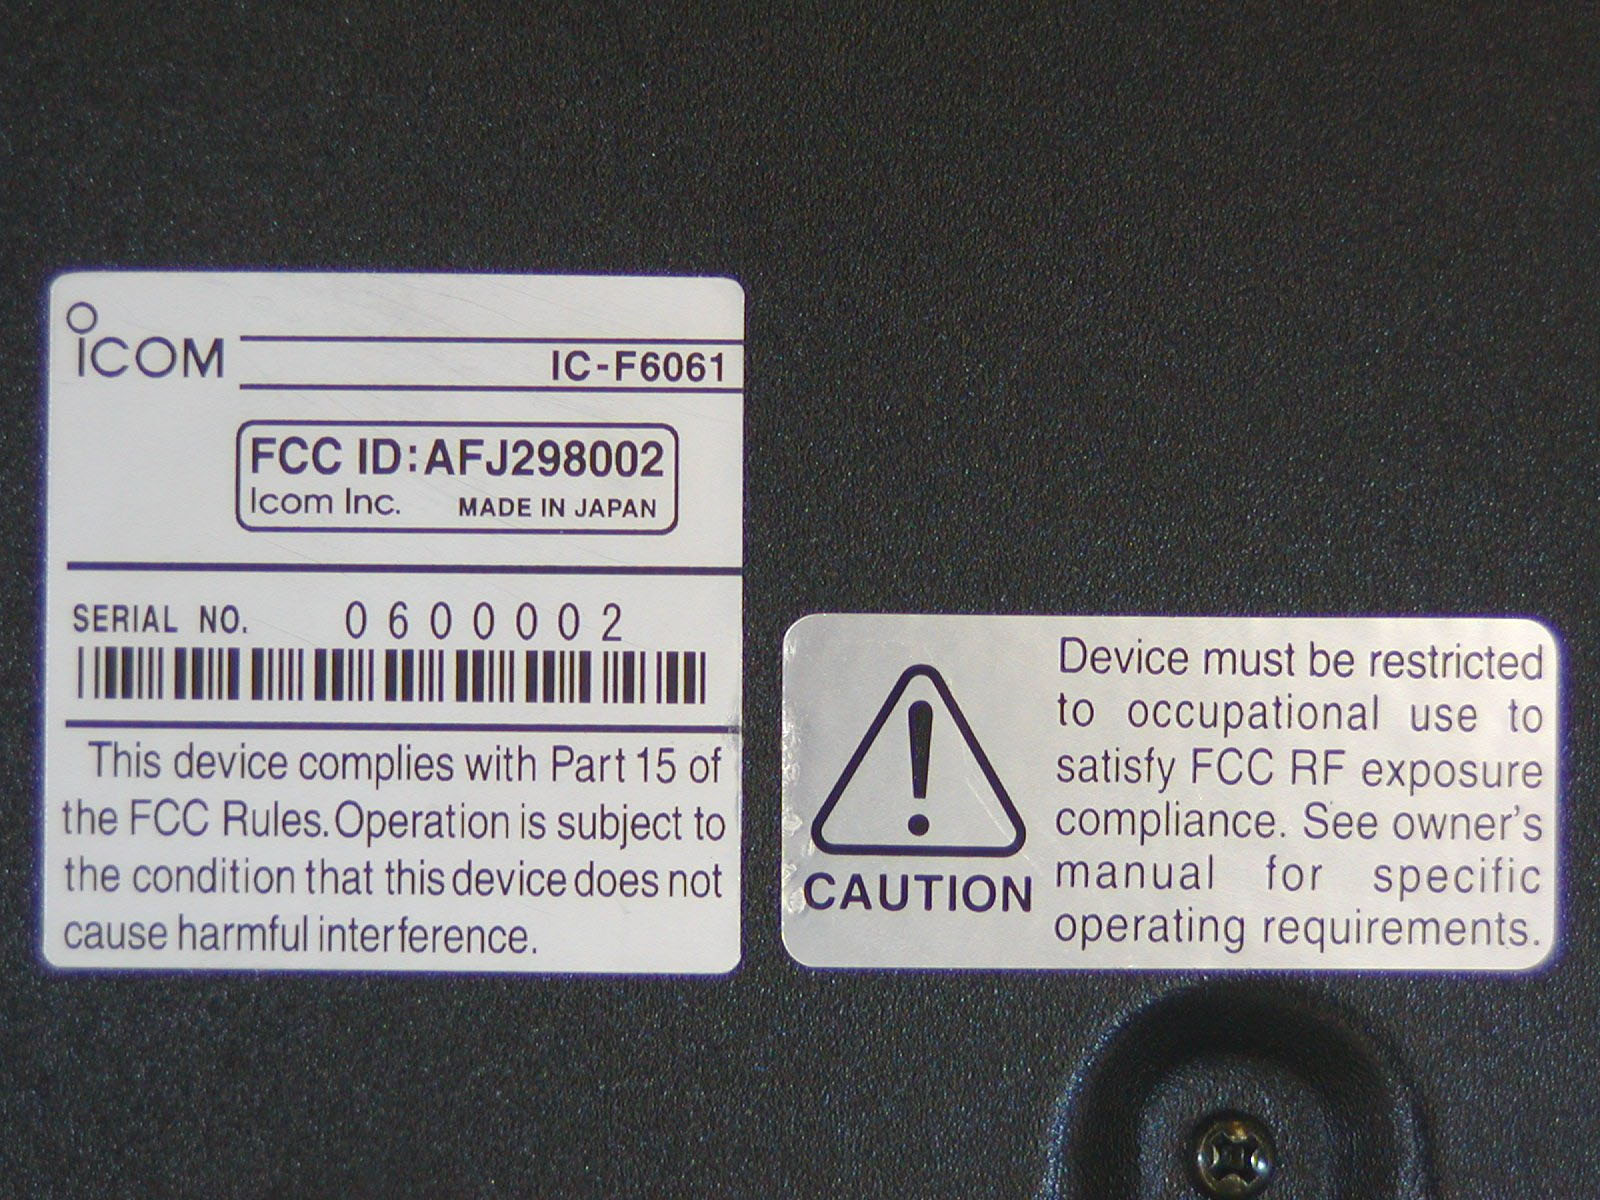 iCOM
IC-F6061
FCC ID:AFJ298002
Icom Inc. MADE IN JAPAN
SERIAL NO. 0600002
This device complies with Part 15 of
the FCC Rules. Operation is subject to
the condition that this device does not
cause harmful interference.
CAUTION
Device must be restricted
to occupational use to
satisfy FCC RF exposure
compliance. See owner's
manual for specific
operating requirements.